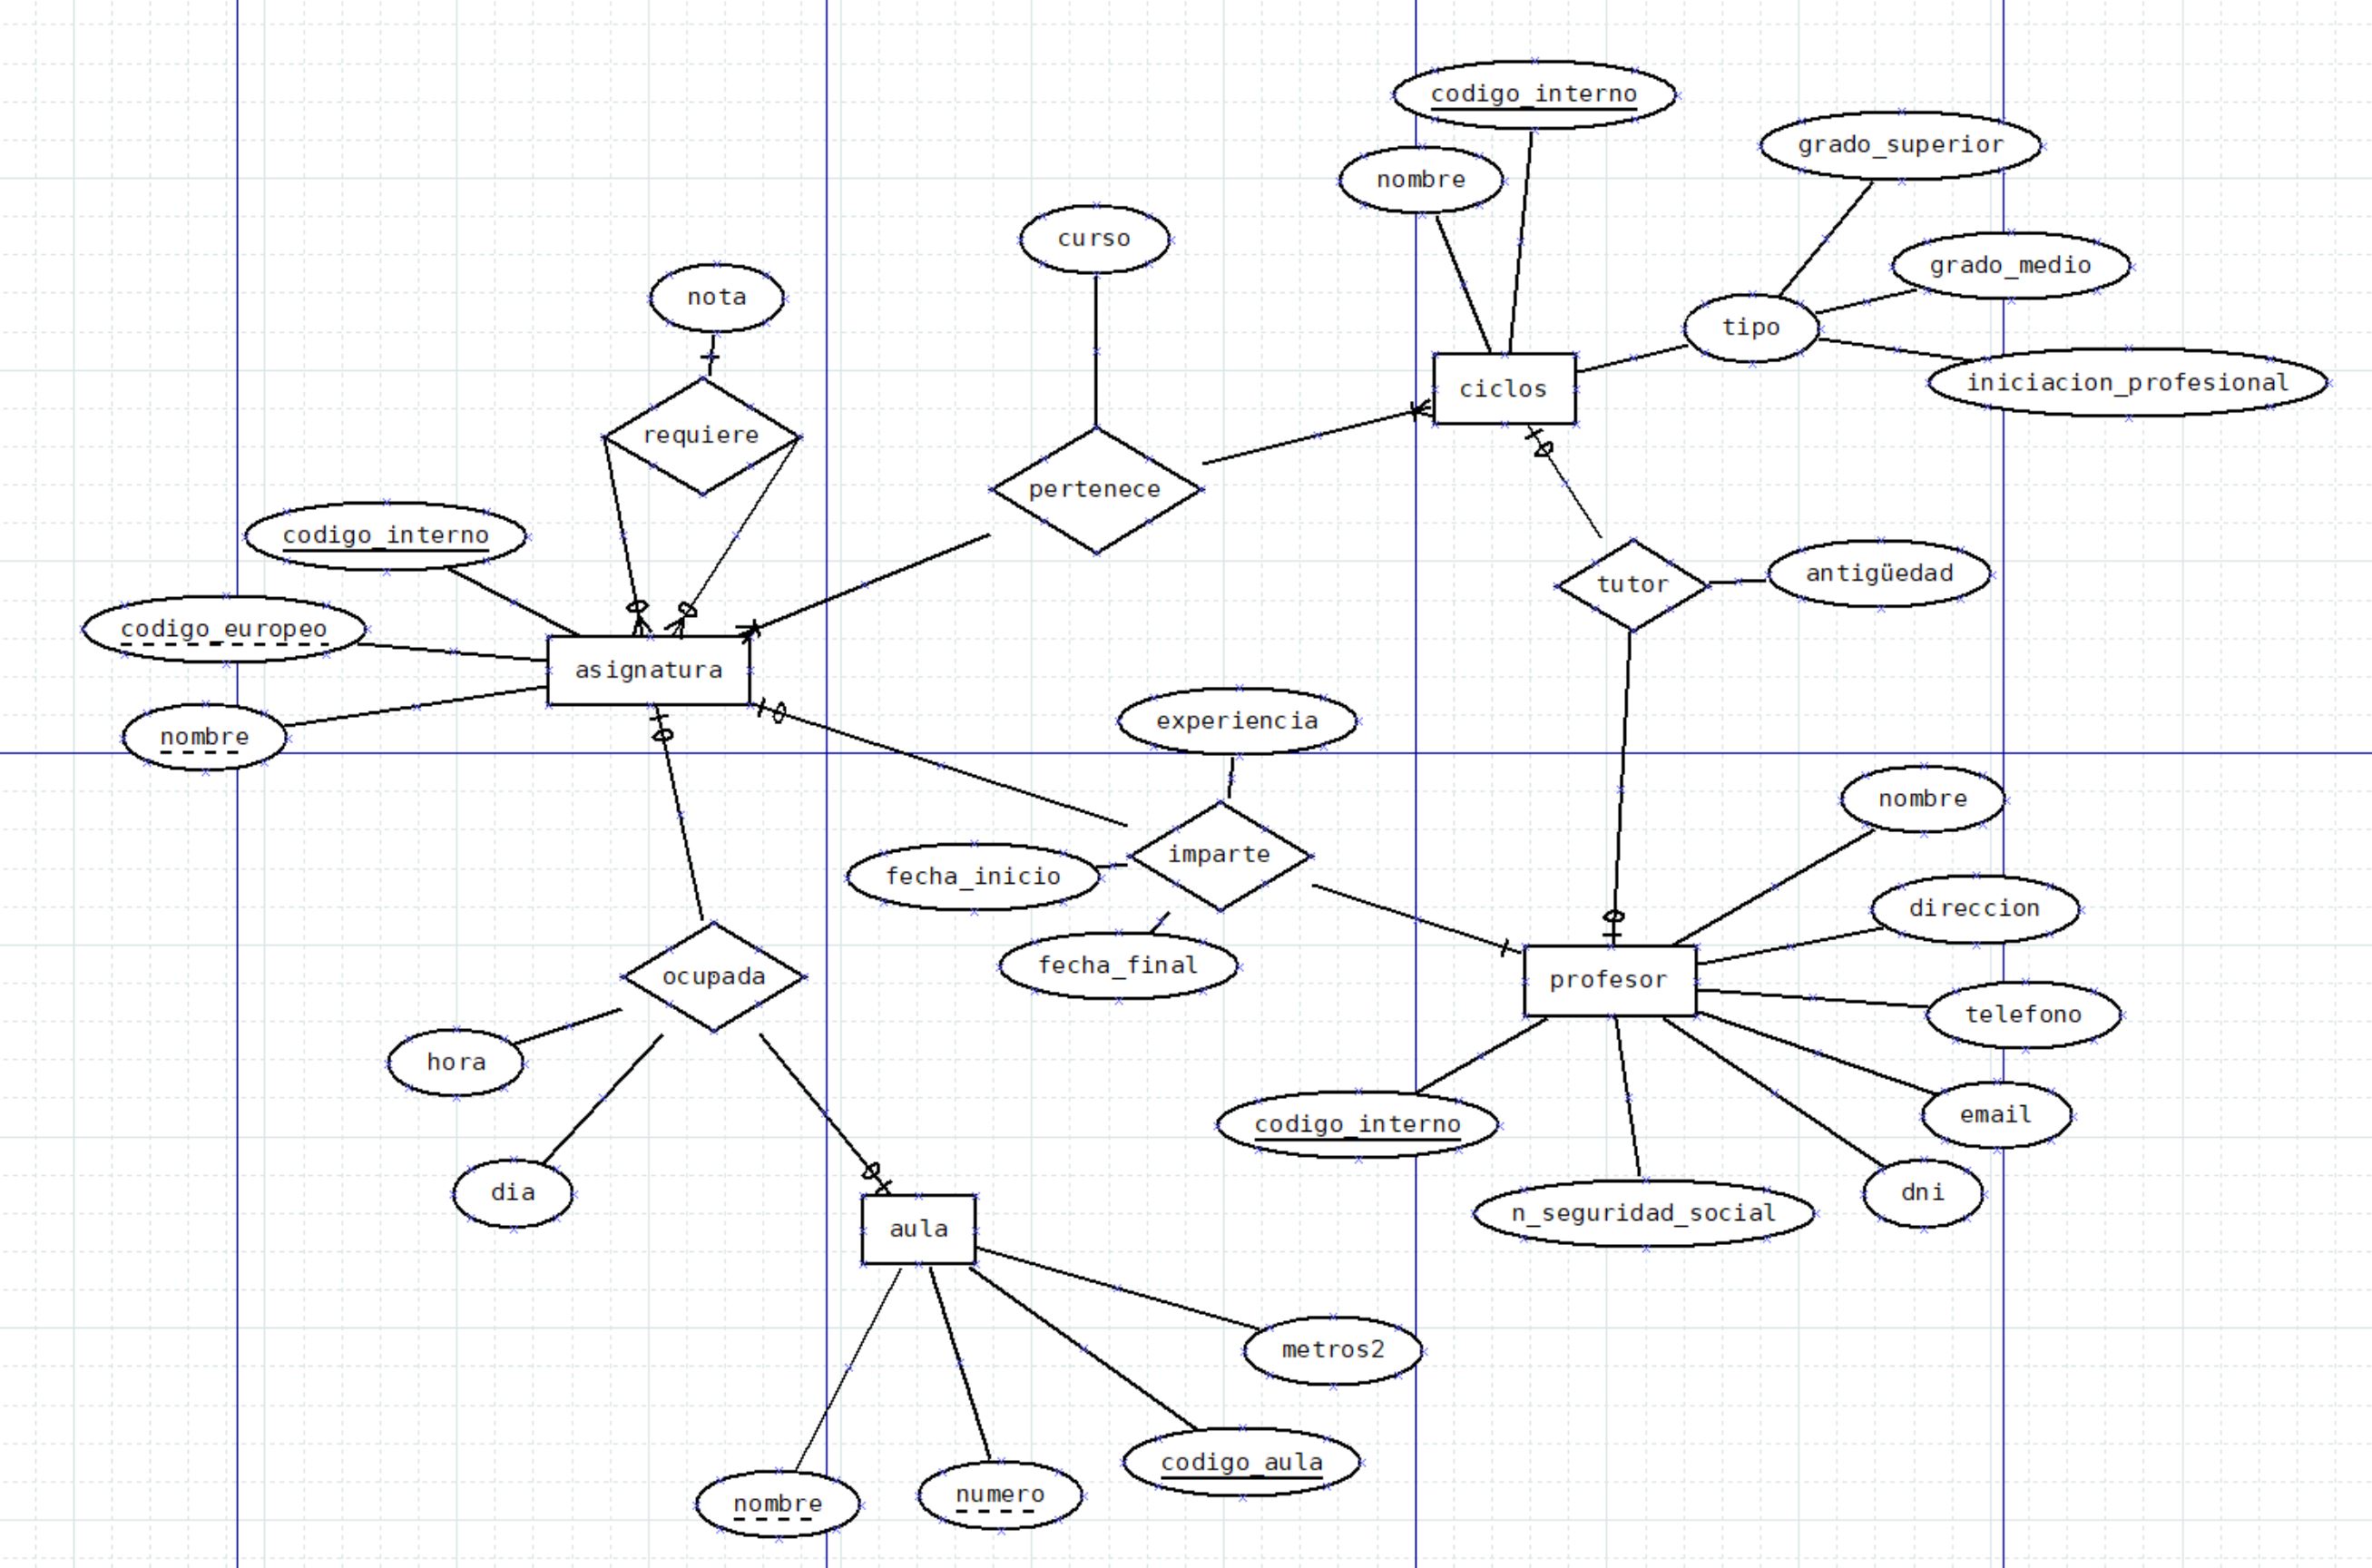 codigo_interno
grado_superior
nombre
curso
grado_medio
nota
tipo
iniciacion_profesional
ciclos
requiere
pertenece
codigo_interno
antigüedad
tutor
codigo_europeo
asignatura
experiencia
nombre
nombre
imparte
fecha_inicio
direccion
fecha_final
ocupada
profesor
telefono
hora
email
codigo_interno
dia
dni
n_seguridad_social
aula
metros2
codigo_aula
numero
nombre